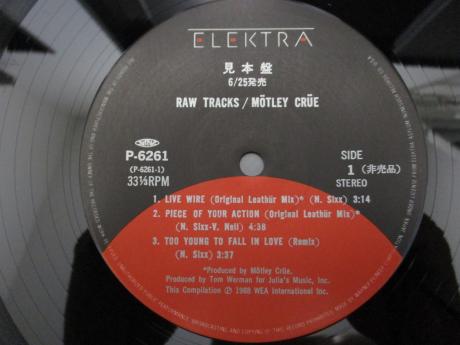 ELEKTRA
見本盤
6/25発売
RAW TRACKS / MÖTLEY CRÜE
P-6261
(P-6261-1)
33⅓RPM
SIDE
1 (非売品)
STEREO
1. LIVE WIRE (Original Leathür Mix)* (N. Sixx) 3:14
2. PIECE OF YOUR ACTION (Original Leathür Mix)*
(N. Sixx-V. Neil) 4:38
3. TOO YOUNG TO FALL IN LOVE (Remix)
(N. Sixx) 3:37
*Produced by Mötley Crüe.
Produced by Tom Werman for Julia's Music, Inc.
This Compilation ℗ 1988 WEA International Inc.